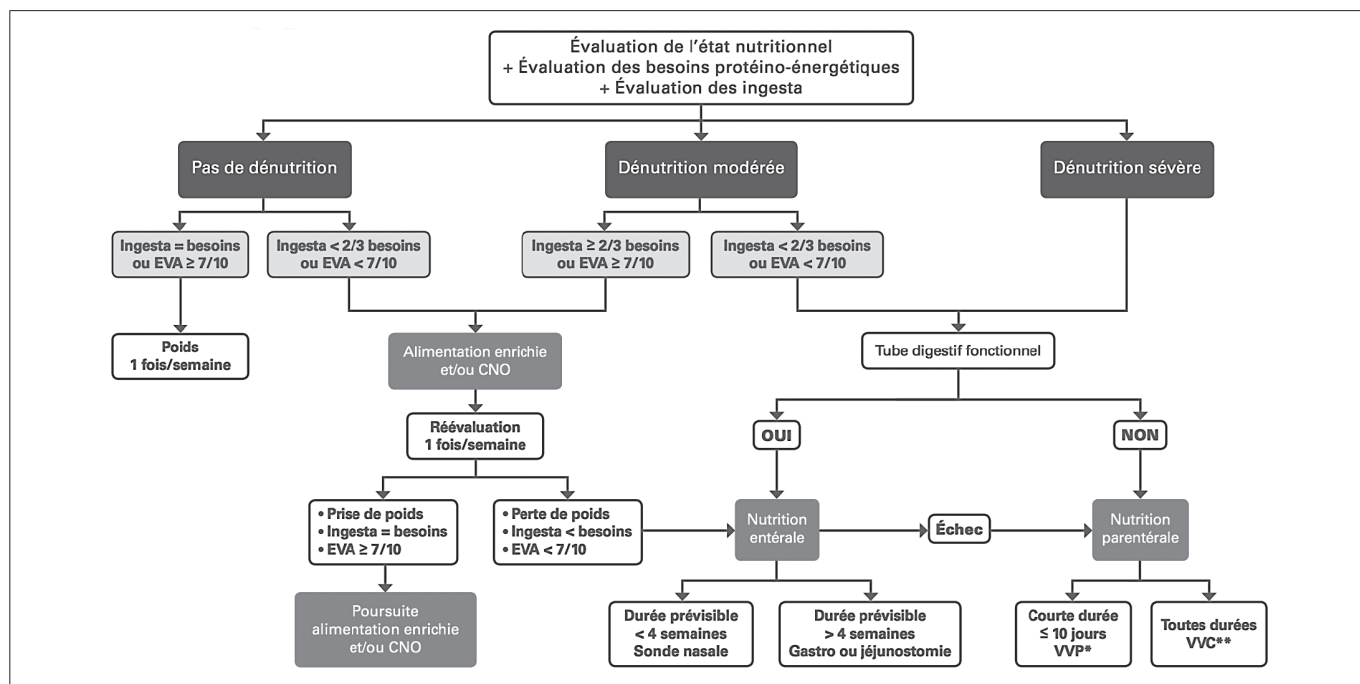 Évaluation de l'état nutritionnel
+ Évaluation des besoins protéino-énergétiques
+ Évaluation des ingesta
Pas de dénutrition
Dénutrition modérée
Dénutrition sévère
Ingesta = besoins
ou EVA ≥ 7/10
Ingesta < 2/3 besoins
ou EVA < 7/10
Ingesta ≥ 2/3 besoins
ou EVA ≥ 7/10
Ingesta < 2/3 besoins
ou EVA < 7/10
Poids
1 fois/semaine
Alimentation enrichie
et/ou CNO
Tube digestif fonctionnel
Réévaluation
1 fois/semaine
OUI
NON
• Prise de poids
• Ingesta = besoins
• EVA ≥ 7/10
• Perte de poids
• Ingesta < besoins
• EVA < 7/10
Nutrition
entérale
Échec
Nutrition
parentérale
Poursuite
alimentation enrichie
et/ou CNO
Durée prévisible
< 4 semaines
Sonde nasale
Durée prévisible
> 4 semaines
Gastro ou jéjunostomie
Courte durée
≤ 10 jours
VVP*
Toutes durées
VVC**